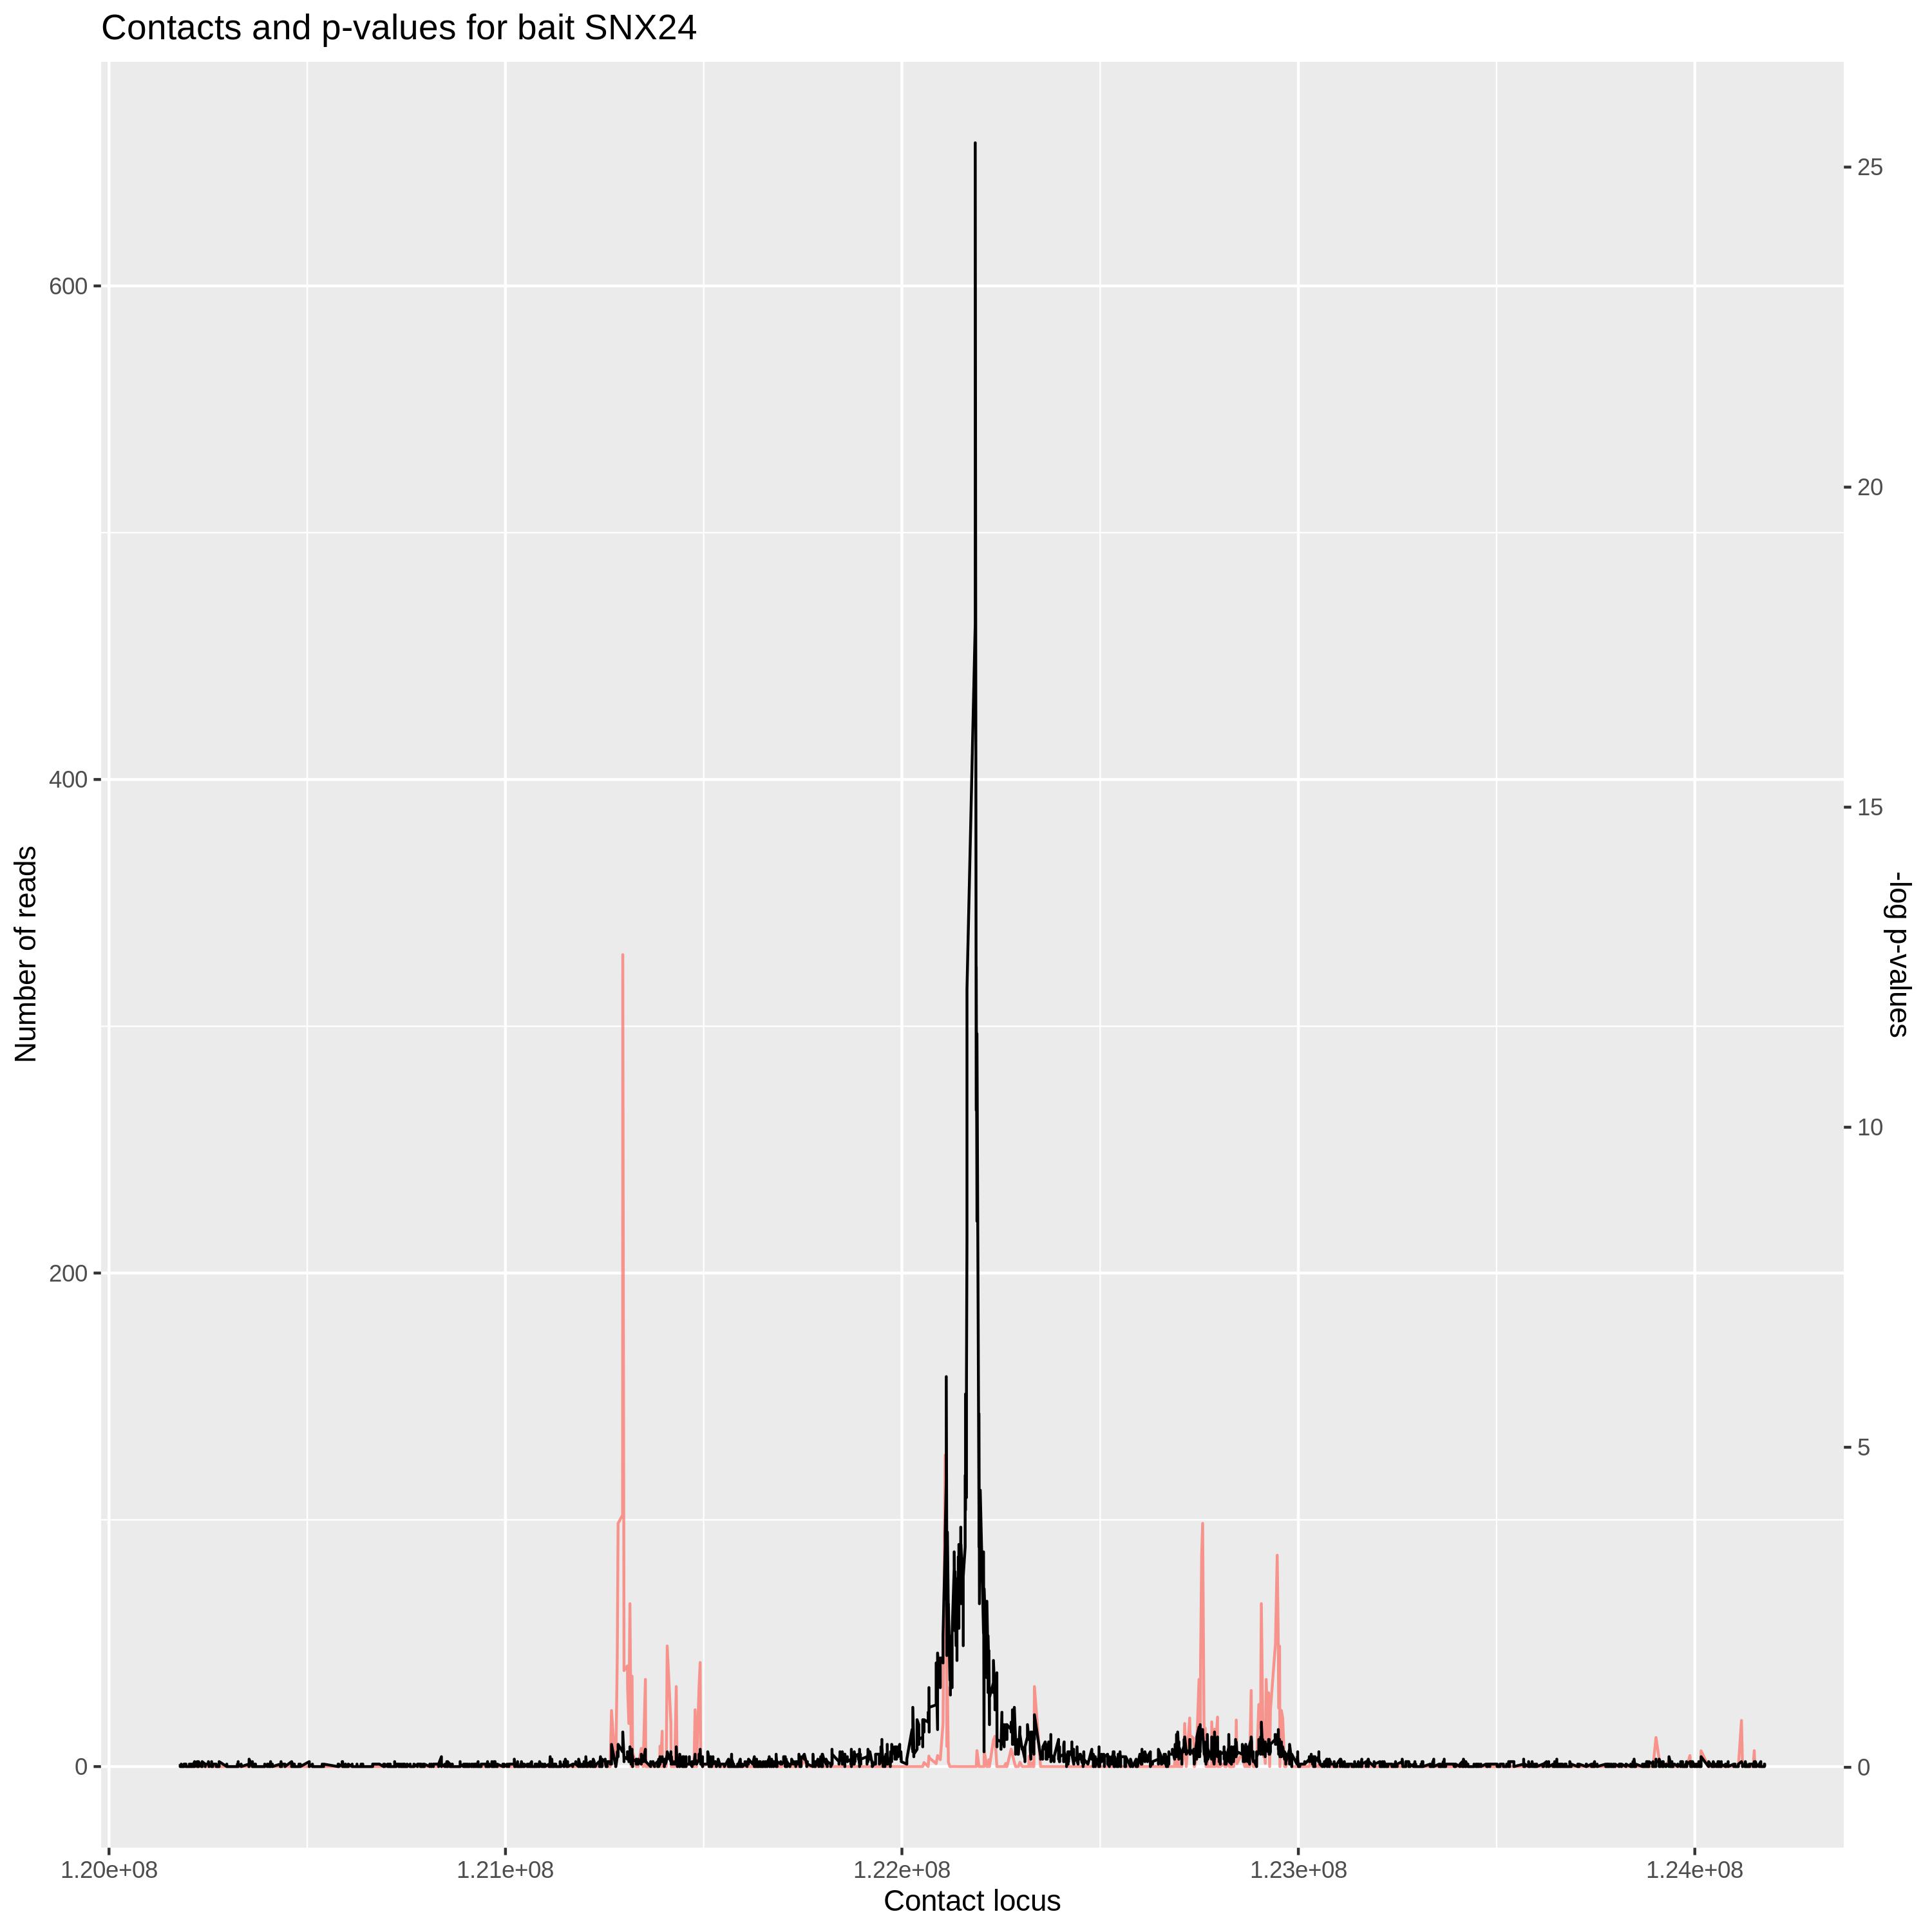 Contacts and p-values for bait SNX24
600
400
200
0
Number of reads
25
20
15
10
5
0
-log p-values
1.20e+08
1.21e+08
1.22e+08
1.23e+08
1.24e+08
Contact locus